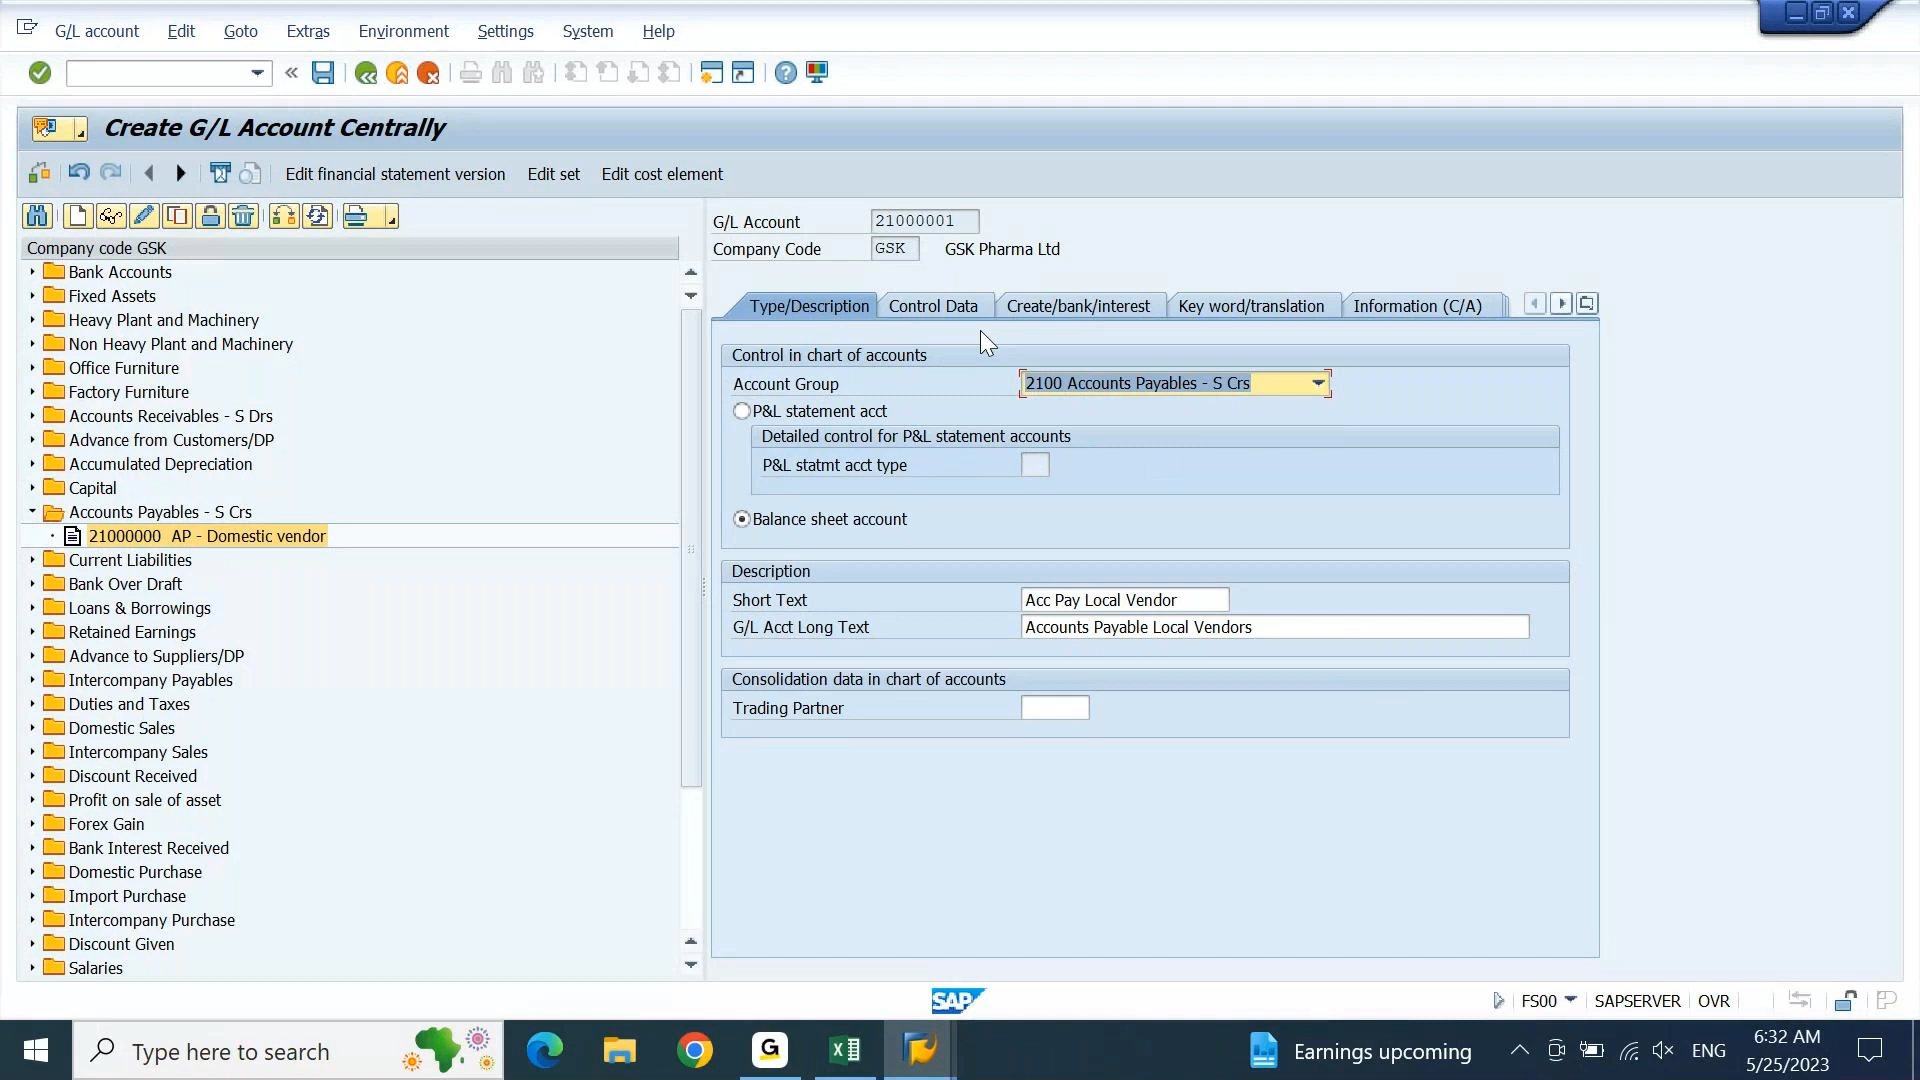 G/L account Edit Goto Extras Environment Settings System Help
Create G/L Account Centrally
Edit financial statement version Edit set Edit cost element
Company code GSK
Bank Accounts
Fixed Assets
Heavy Plant and Machinery
Non Heavy Plant and Machinery
Office Furniture
Factory Furniture
Accounts Receivables - S Drs
Advance from Customers/DP
Accumulated Depreciation
Capital
Accounts Payables - S Crs
21000000 AP - Domestic vendor
Current Liabilities
Bank Over Draft
Loans & Borrowings
Retained Earnings
Advance to Suppliers/DP
Intercompany Payables
Duties and Taxes
Domestic Sales
Intercompany Sales
Discount Received
Profit on sale of asset
Forex Gain
Bank Interest Received
Domestic Purchase
Import Purchase
Intercompany Purchase
Discount Given
Salaries
G/L Account 21000001
Company Code GSK GSK Pharma Ltd
Type/Description Control Data Create/bank/interest Key word/translation Information (C/A)
Control in chart of accounts
Account Group 2100 Accounts Payables - S Crs
P&L statement acct
Detailed control for P&L statement accounts
P&L statmt acct type
Balance sheet account
Description
Short Text Acc Pay Local Vendor
G/L Acct Long Text Accounts Payable Local Vendors
Consolidation data in chart of accounts
Trading Partner
SAP
FS00 SAPSERVER OVR
Type here to search
G
Earnings upcoming
ENG
6:32 AM
5/25/2023